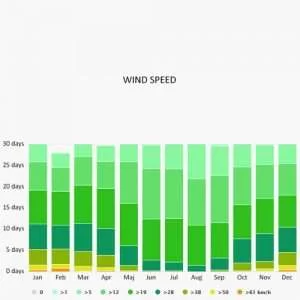 WIND SPEED
30 days
25 days
20 days
15 days
10 days
5 days
0 days
Jan Feb Mar Apr May Jun Jul Aug Sep Oct Nov Dec
0 >1 >5 >12 >19 >28 >38 >50 >61 km/h